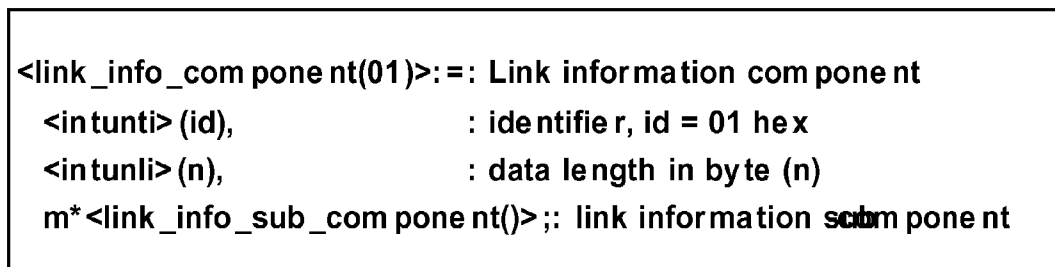 <link_info_component(01)>:=: Link information component
<intunti>(id), : identifier, id = 01 hex
<intunli>(n), : data length in byte (n)
m*<link_info_sub_component()>;: link information